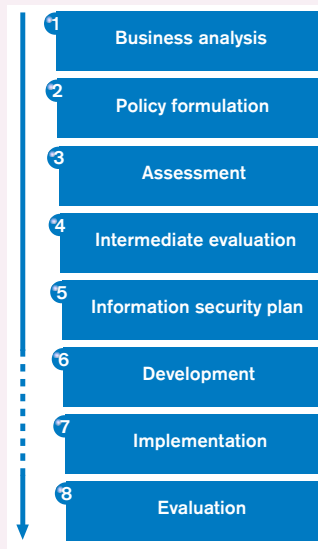 1
Business analysis
2
Policy formulation
3
Assessment
4
Intermediate evaluation
5
Information security plan
6
Development
7
Implementation
8
Evaluation